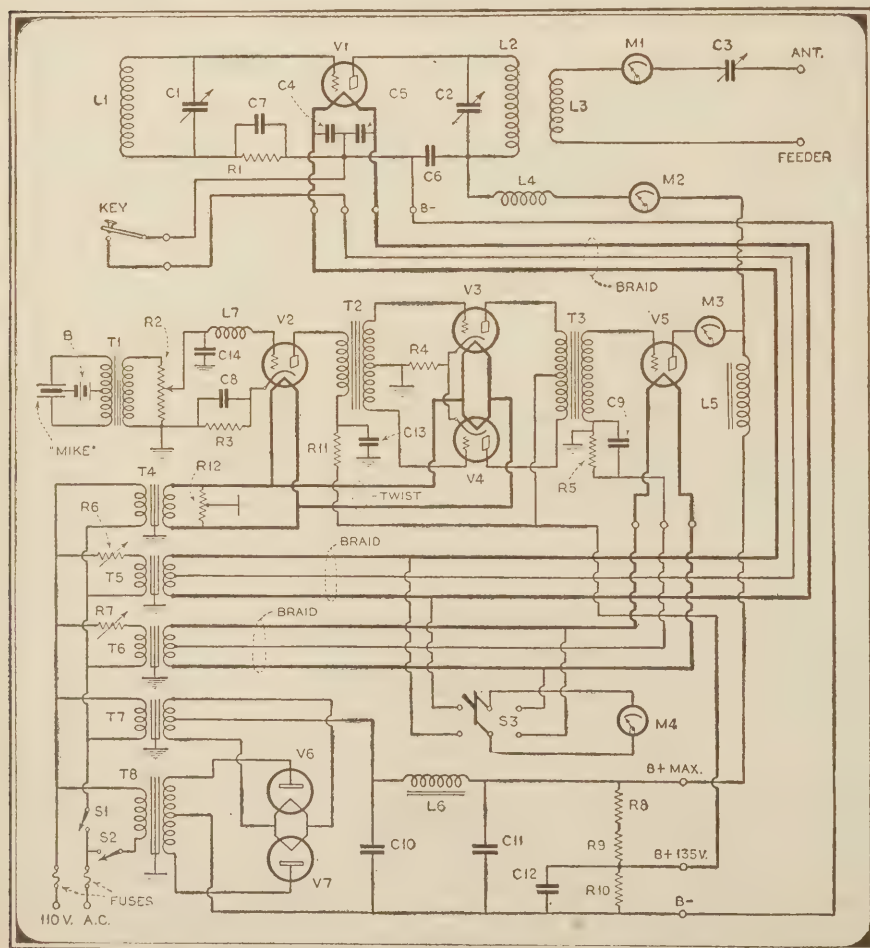 V1
L2
M1
C3
ANT.
L1
C1
C4
C5
C2
L3
C7
R1
C6
FEEDER
L4
M2
KEY
B-
BRAID
V3
T2
T3
V5
M3
R2
L7
V2
B
T1
C14
R4
C8
L5
C9
"MIKE"
R3
R11
C13
R5
V4
T4
R12
-TWIST
R6
BRAID
T5
R7
BRAID
T6
S3
M4
T7
V6
B+ MAX.
T8
L6
R8
S1
S2
R9
C10
C11
B+ 135V.
C12
V7
R10
FUSES
B-
110 V. A.C.